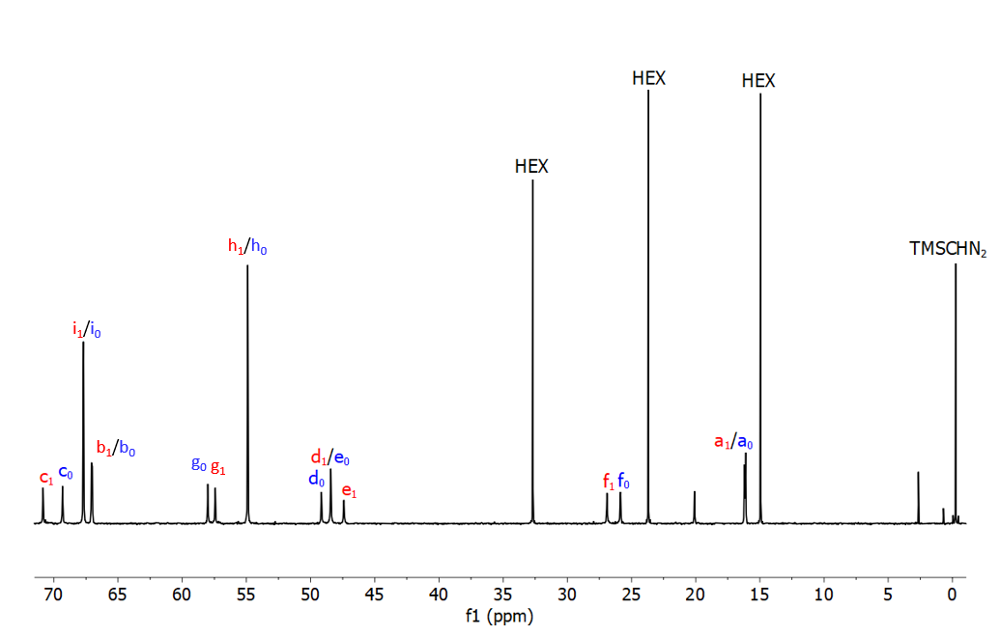 HEX
HEX
HEX
TMSCHN₂
h₁/h₀
i₁/i₀
b₁/b₀
c₁
c₀
g₀ g₁
d₁/e₀
d₀
e₁
a₁/a₀
f₁ f₀
70 65 60 55 50 45 40 35 30 25 20 15 10 5 0
f1 (ppm)